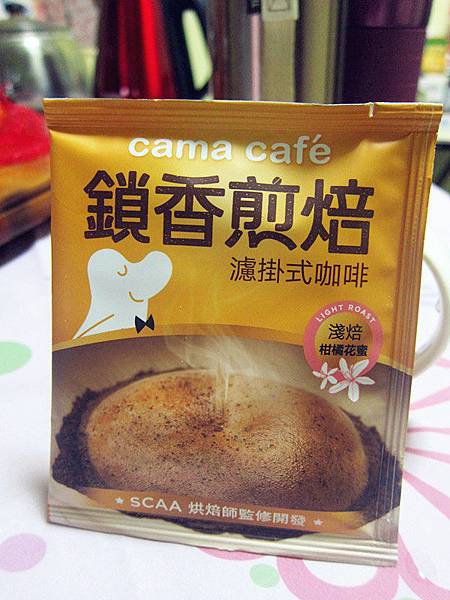 cama café
鎖香煎焙
濾掛式咖啡
LIGHT ROAST
淺焙
柑橘花蜜
★ SCAA 烘焙師監修開發 ★